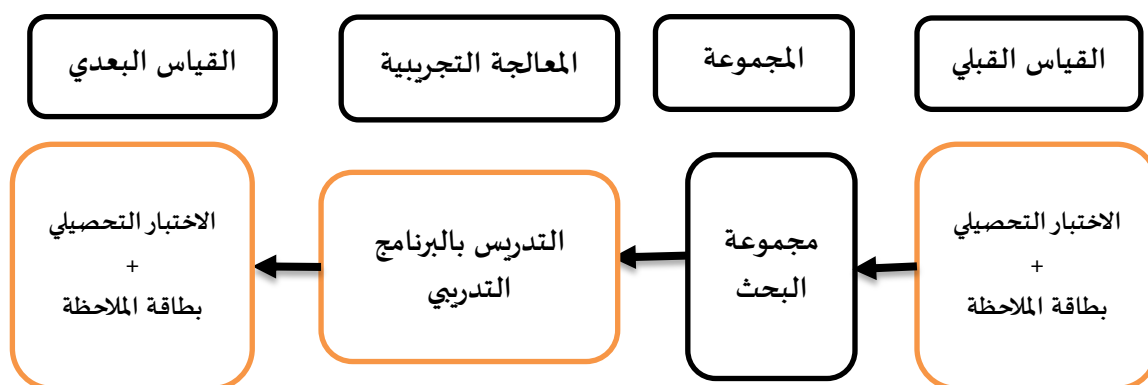 القياس القبلي
المجموعة
المعالجة التجريبية
القياس البعدي
الاختبار التحصيلي
+
بطاقة الملاحظة
مجموعة
البحث
التدريس بالبرنامج
التدريبي
الاختبار التحصيلي
+
بطاقة الملاحظة